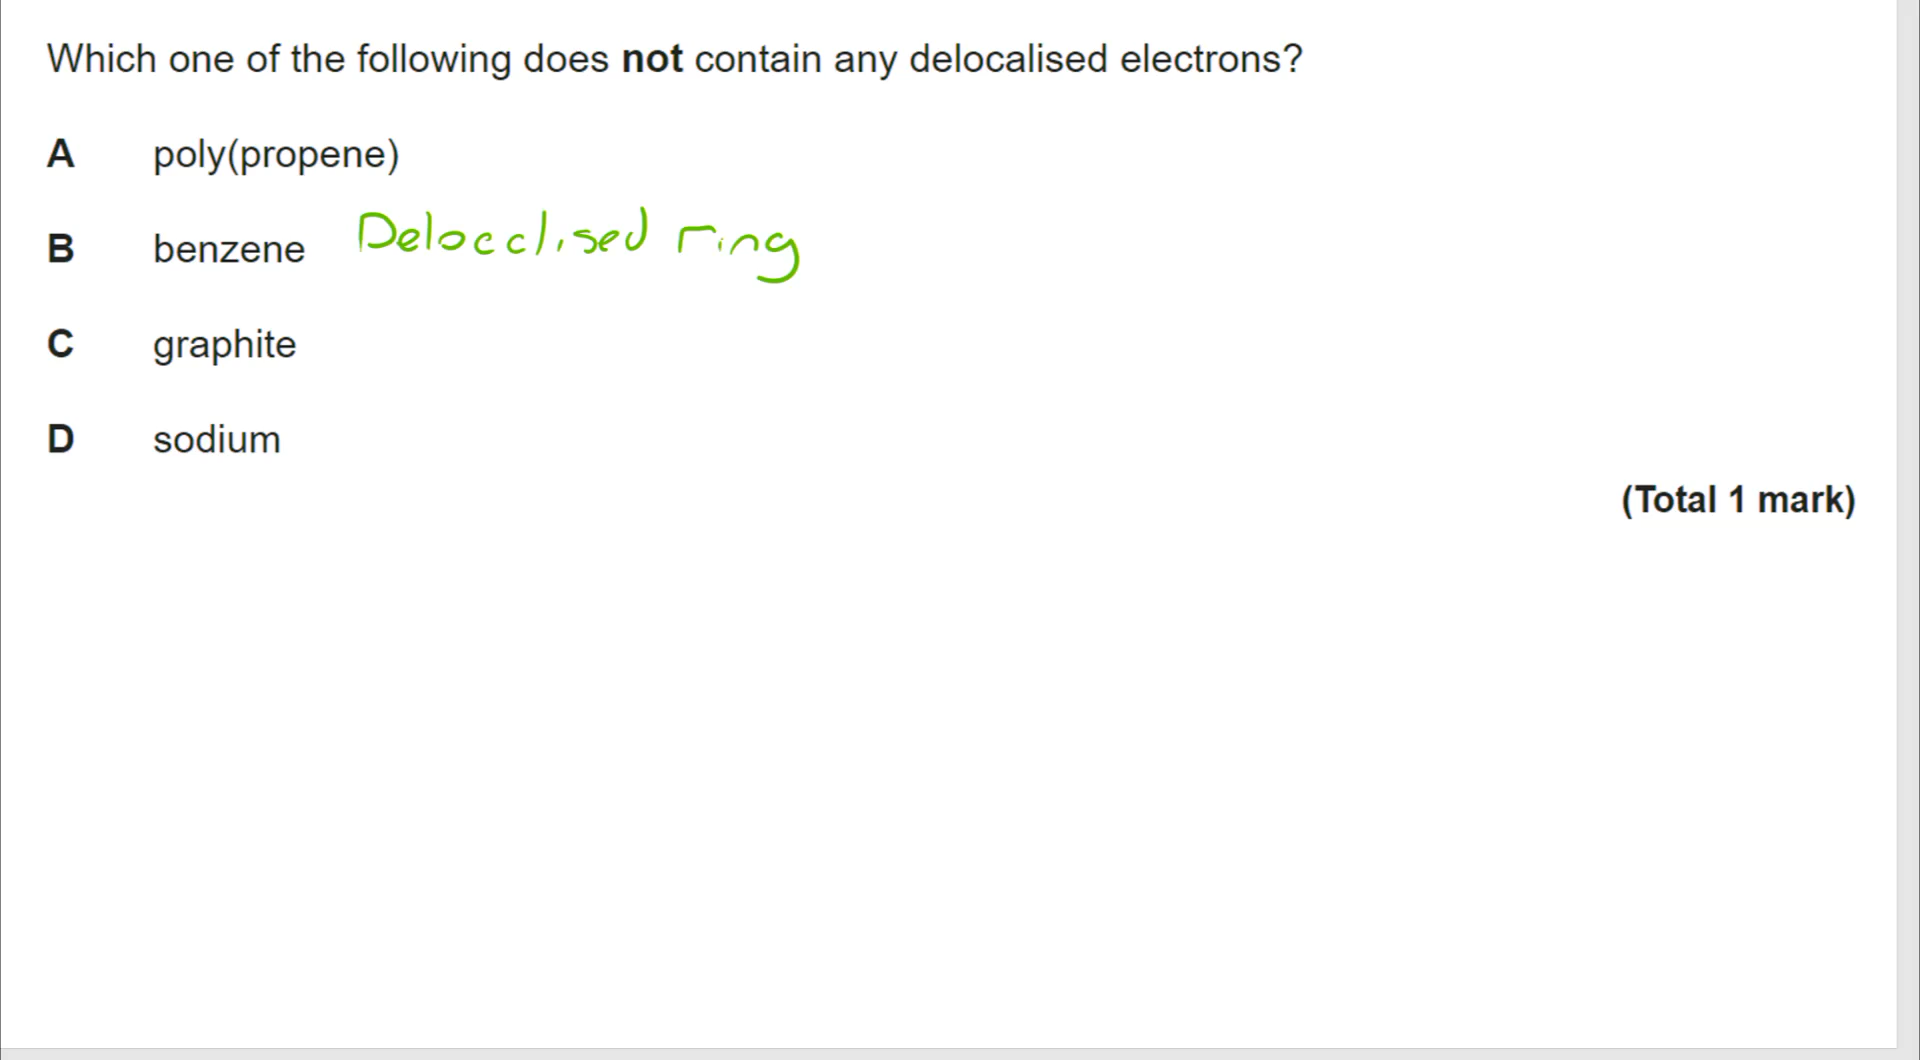 Which one of the following does not contain any delocalised electrons?
A poly(propene)
B benzene Delocalised ring
C graphite
D sodium
(Total 1 mark)